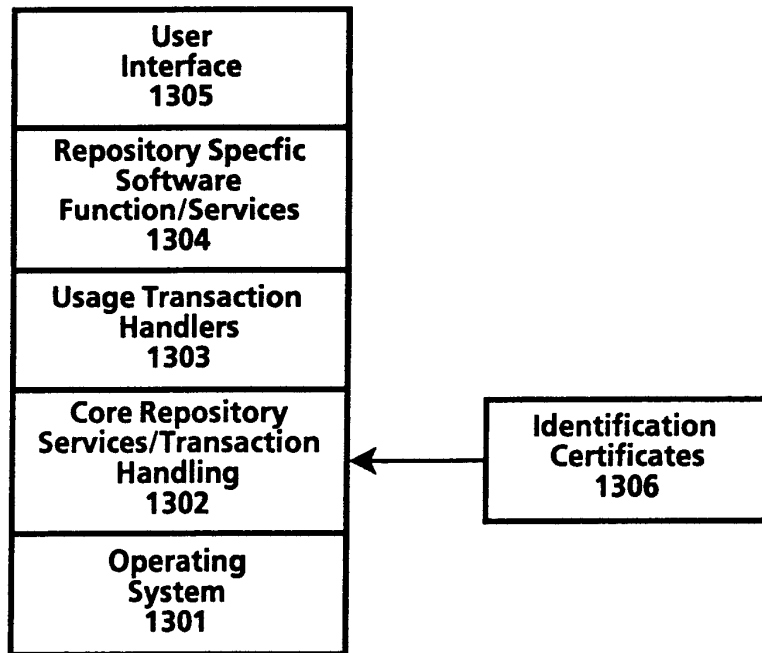 User
Interface
1305
Repository Specfic
Software
Function/Services
1304
Usage Transaction
Handlers
1303
Core Repository
Services/Transaction
Handling
1302
Operating
System
1301
Identification
Certificates
1306